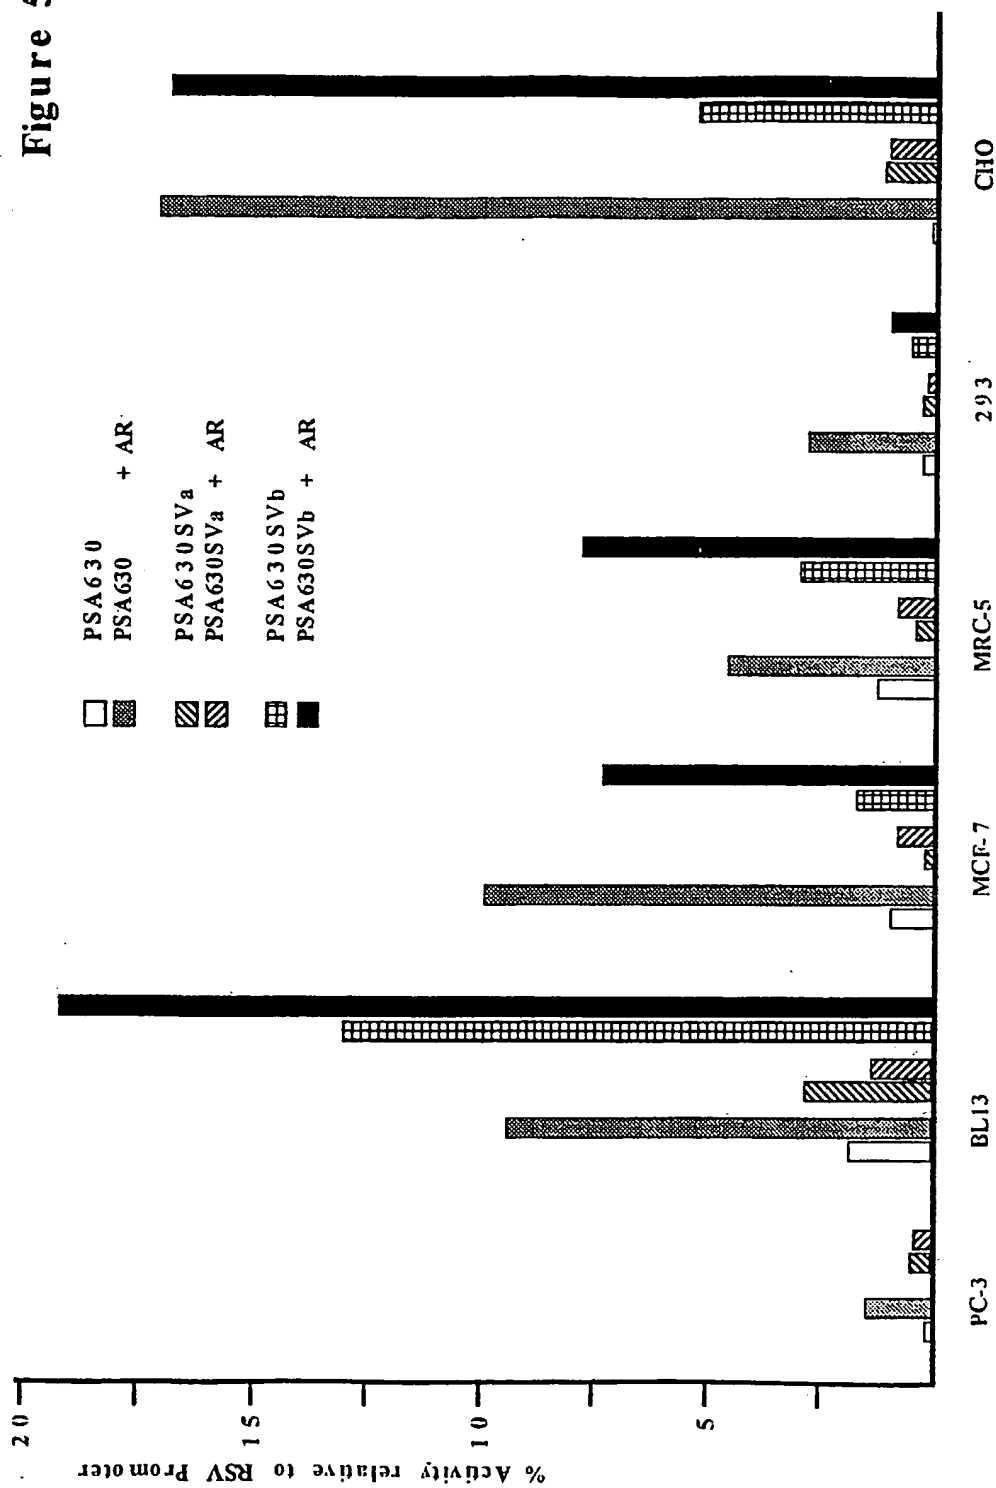 Figure 5
% Activity relative to RSV Promoter
20
15
10
5
PSA630
PSA630 + AR
PSA630SVa
PSA630SVa + AR
PSA630SVb
PSA630SVb + AR
PC-3
BL13
MCF-7
MRC-5
293
CHO